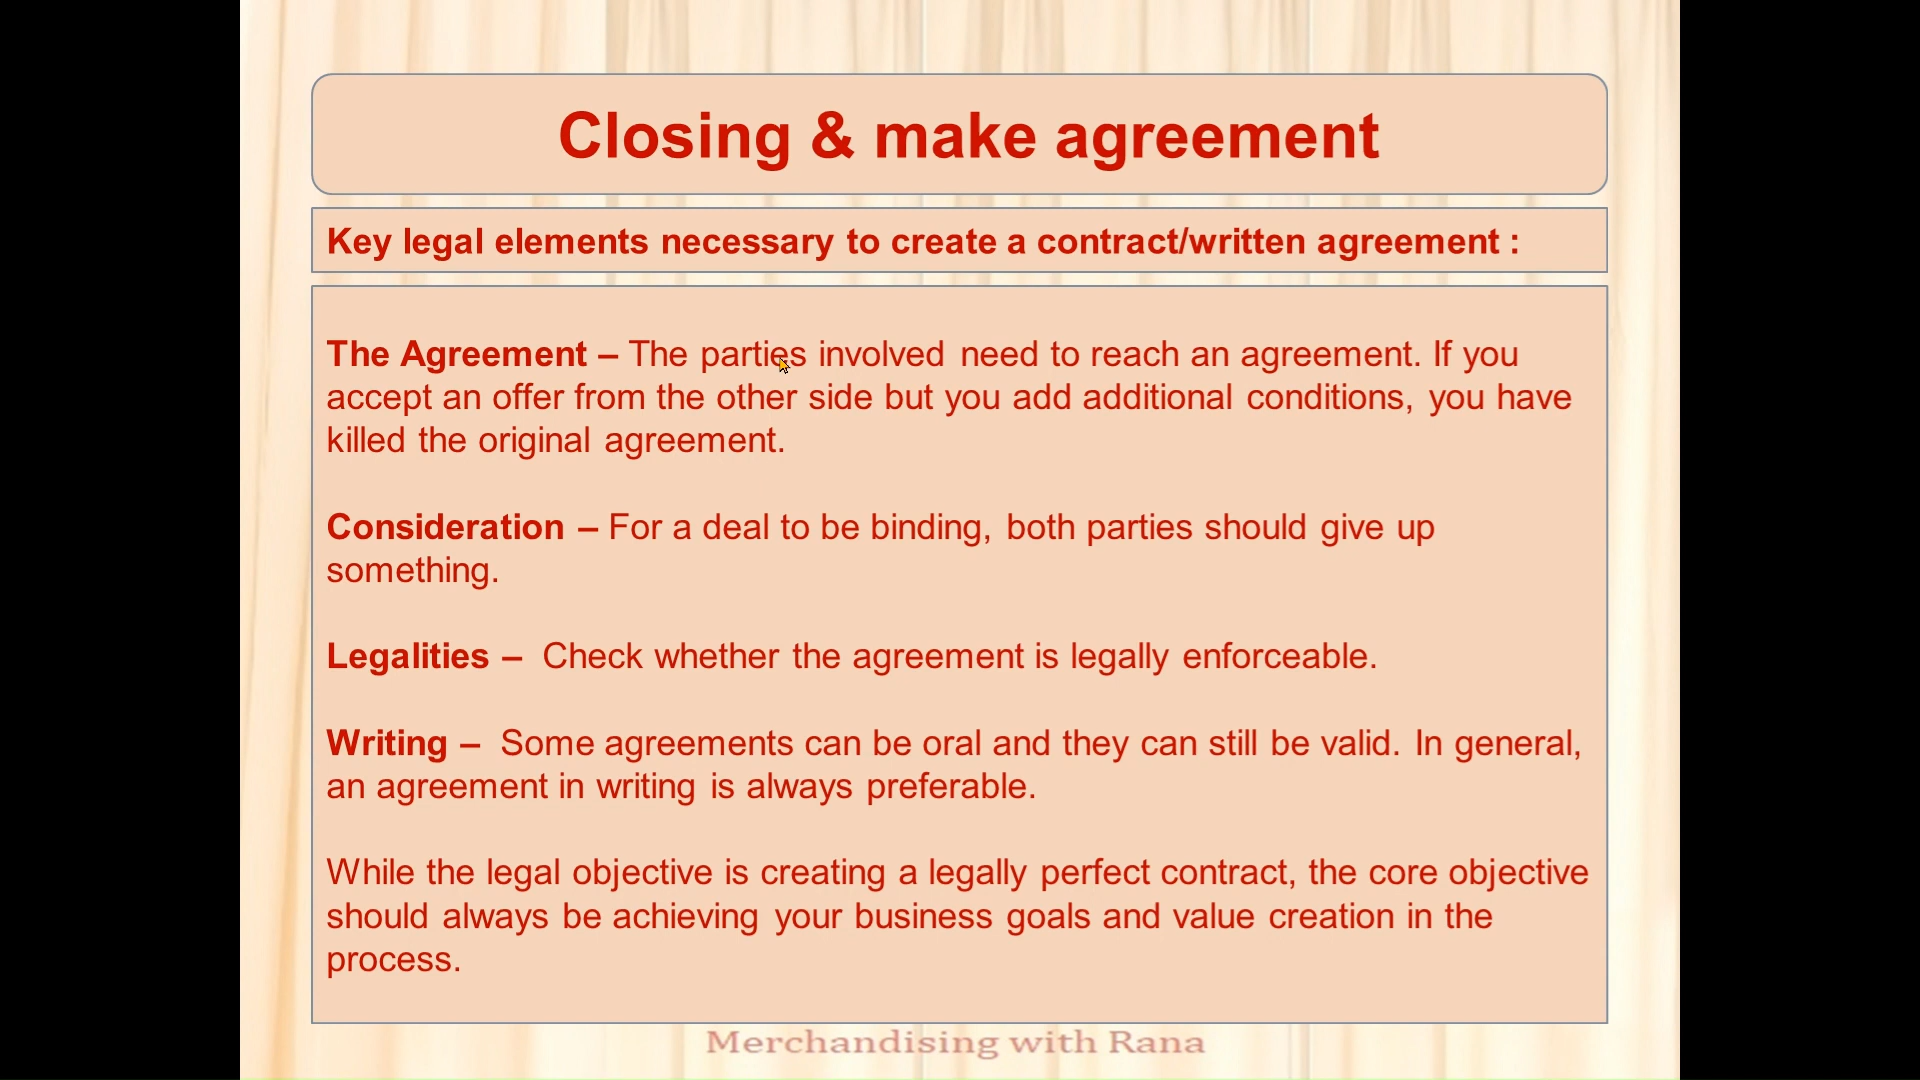 Closing & make agreement
Key legal elements necessary to create a contract/written agreement :
The Agreement – The parties involved need to reach an agreement. If you
accept an offer from the other side but you add additional conditions, you have
killed the original agreement.
Consideration – For a deal to be binding, both parties should give up
something.
Legalities – Check whether the agreement is legally enforceable.
Writing – Some agreements can be oral and they can still be valid. In general,
an agreement in writing is always preferable.
While the legal objective is creating a legally perfect contract, the core objective
should always be achieving your business goals and value creation in the
process.
Merchandising with Rana